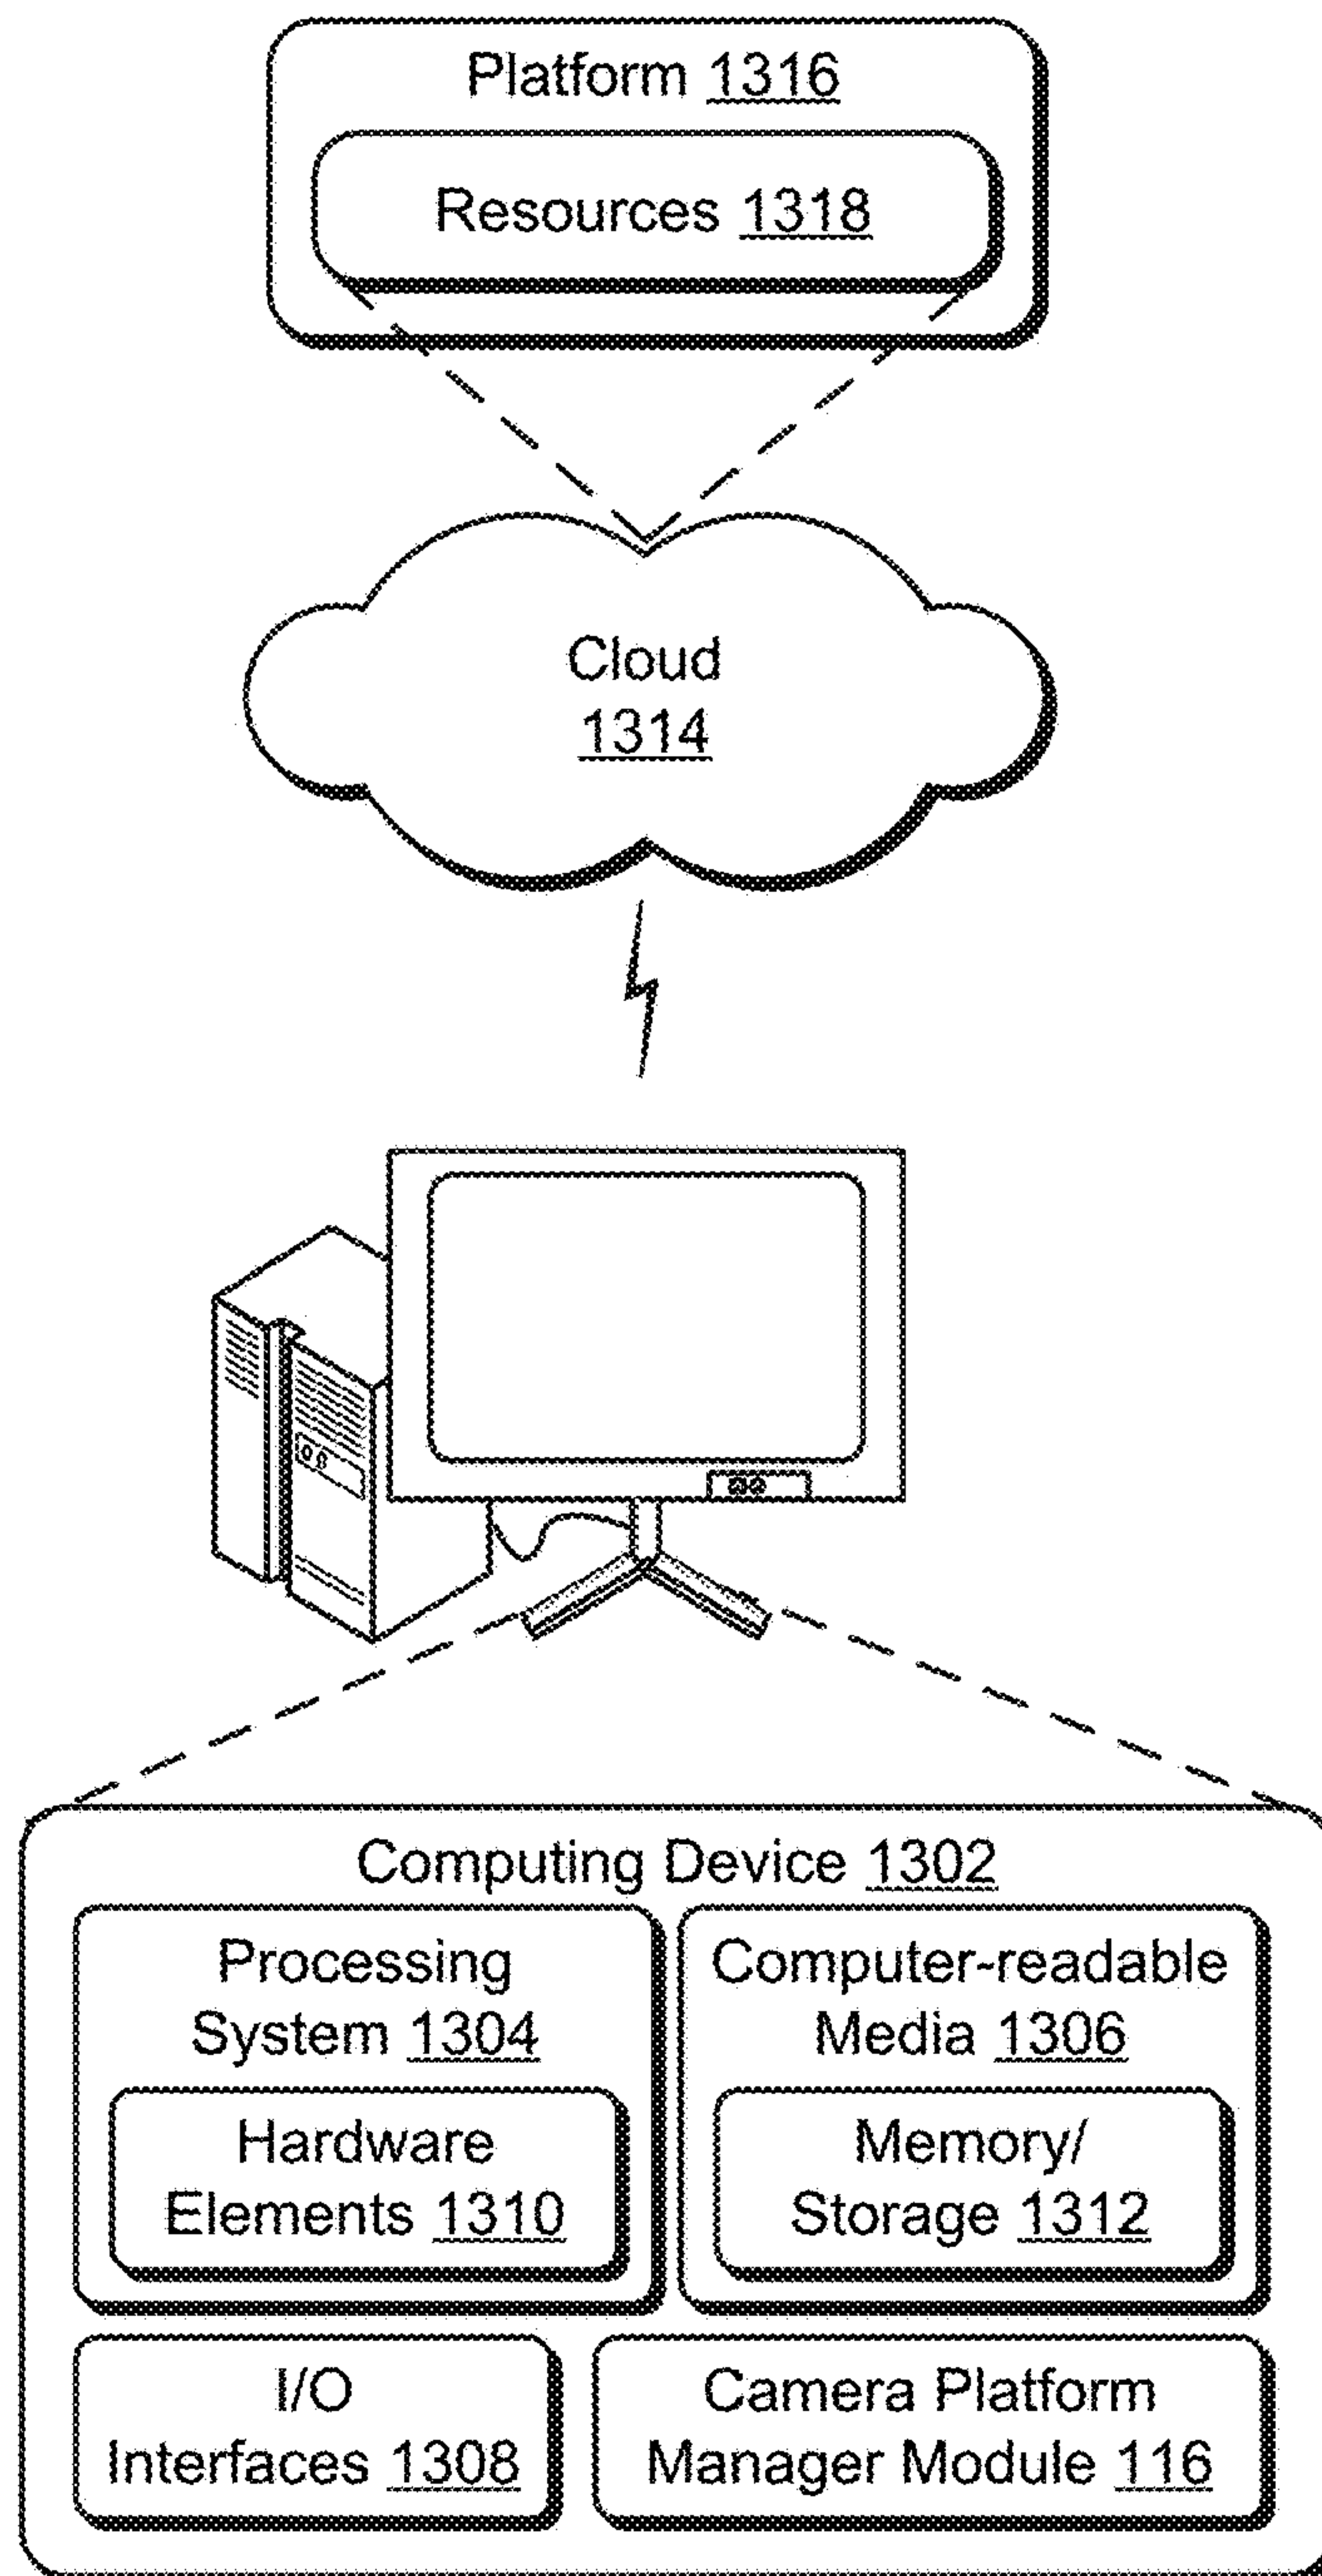 Platform 1316
Resources 1318
Cloud
1314
Computing Device 1302
Processing
System 1304
Hardware
Elements 1310
Computer-readable
Media 1306
Memory/
Storage 1312
I/O
Interfaces 1308
Camera Platform
Manager Module 116